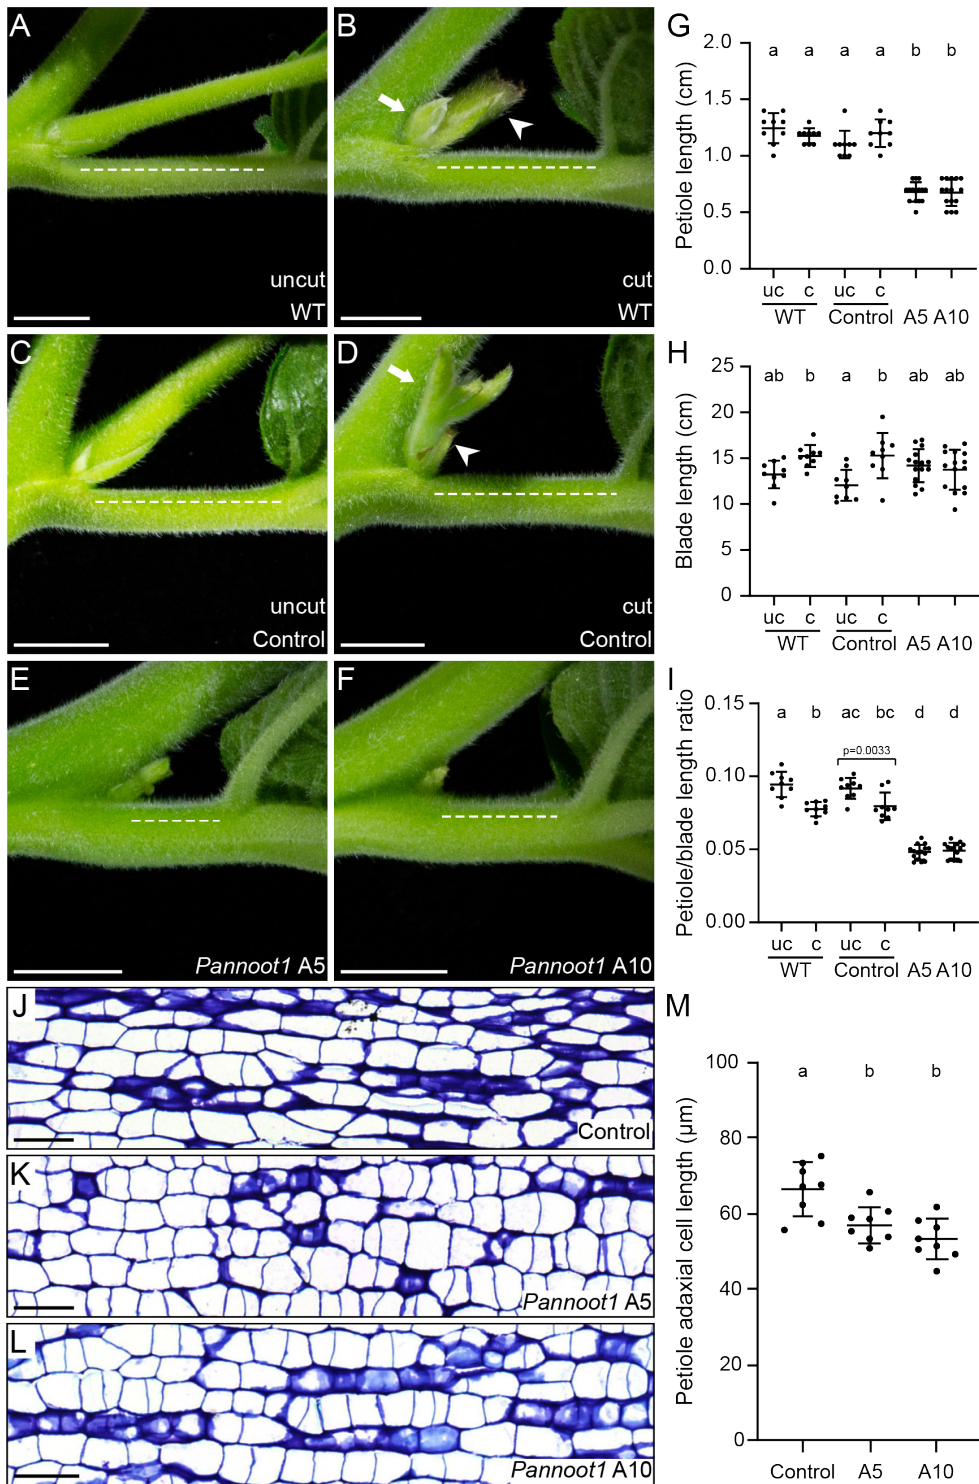 A
uncut
WT
B
cut
WT
C
uncut
Control
D
cut
Control
E
Pannoot1 A5
F
Pannoot1 A10
G
Petiole length (cm)
2.0
1.5
1.0
0.5
0.0
a a a a b b
uc c uc c
WT Control A5 A10
H
Blade length (cm)
25
20
15
10
5
0
ab b a b ab ab
uc c uc c
WT Control A5 A10
I
Petiole/blade length ratio
0.15
0.10
0.05
0.00
a b ac bc d d
p=0.0033
uc c uc c
WT Control A5 A10
J
Control
K
Pannoot1 A5
L
Pannoot1 A10
M
Petiole adaxial cell length (µm)
100
80
60
40
20
0
a b b
Control A5 A10